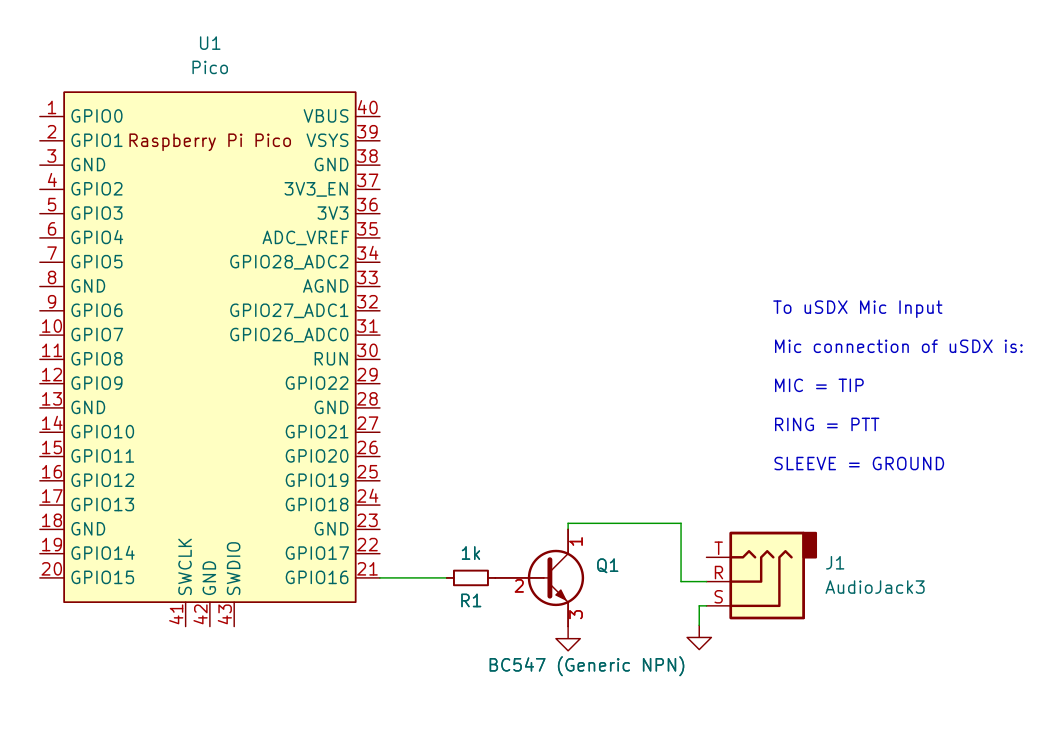 U1
Pico
1 GPIO0 VBUS 40
2 GPIO1 Raspberry Pi Pico VSYS 39
3 GND GND 38
4 GPIO2 3V3_EN 37
5 GPIO3 3V3 36
6 GPIO4 ADC_VREF 35
7 GPIO5 GPIO28_ADC2 34
8 GND AGND 33
9 GPIO6 GPIO27_ADC1 32
10 GPIO7 GPIO26_ADC0 31
11 GPIO8 RUN 30
12 GPIO9 GPIO22 29
13 GND GND 28
14 GPIO10 GPIO21 27
15 GPIO11 GPIO20 26
16 GPIO12 GPIO19 25
17 GPIO13 GPIO18 24
18 GND GND 23
19 GPIO14 GPIO17 22
20 GPIO15 GPIO16 21
SWCLK GND SWDIO
41 42 43
1k
R1
1
2
3
Q1
BC547 (Generic NPN)
To uSDX Mic Input
Mic connection of uSDX is:
MIC = TIP
RING = PTT
SLEEVE = GROUND
T
R
S
J1
AudioJack3